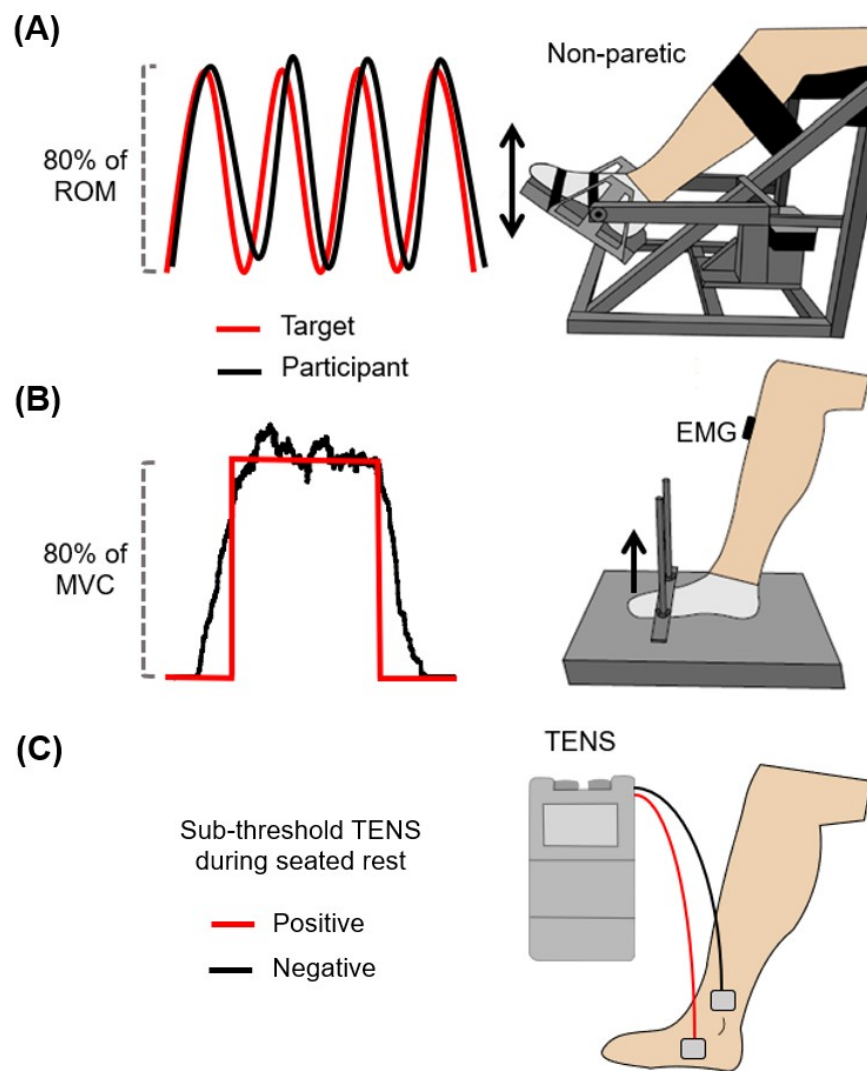 (A)
80% of
ROM
Non-paretic
Target
Participant
(B)
80% of
MVC
EMG
(C)
TENS
Sub-threshold TENS
during seated rest
Positive
Negative